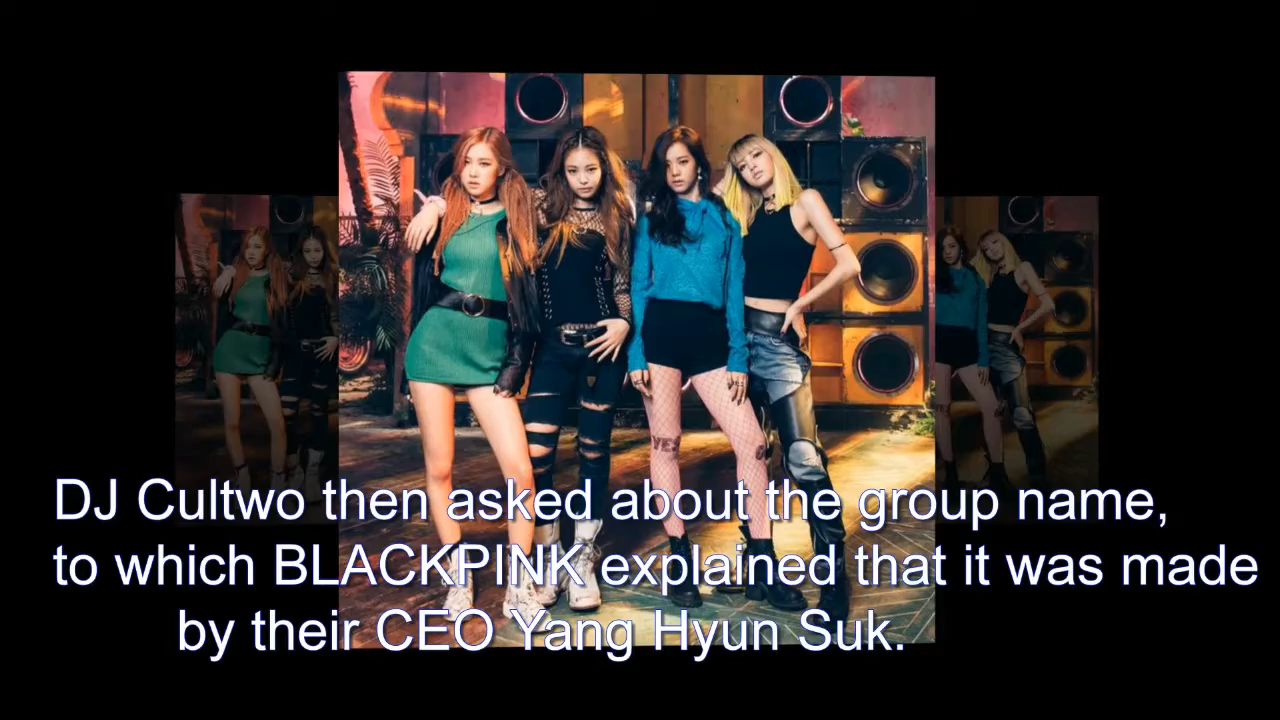 YES
DJ Cultwo then asked about the group name,
to which BLACKPINK explained that it was made
by their CEO Yang Hyun Suk.